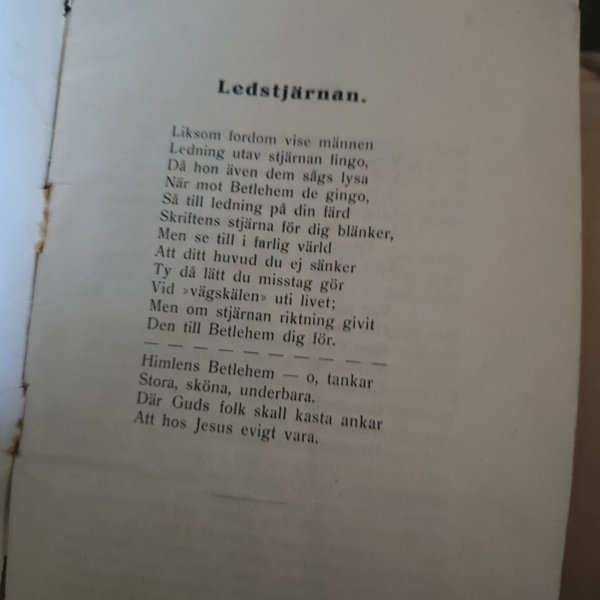 Ledstjärnan.
Liksom fordom vise männen
Ledning utav stjärnan fingo,
Då hon även dem sågs lysa
När mot Betlehem de gingo,
Så till ledning på din färd
Skriftens stjärna för dig blänker,
Men se till i farlig värld
Att ditt huvud du ej sänker
Ty då lätt du misstag gör
Vid »vägskälen» uti livet;
Men om stjärnan riktning givit
Den till Betlehem dig för.
— — — — — — — — — —
Himlens Betlehem — o, tankar
Stora, sköna, underbara.
Där Guds folk skall kasta ankar
Att hos Jesus evigt vara.